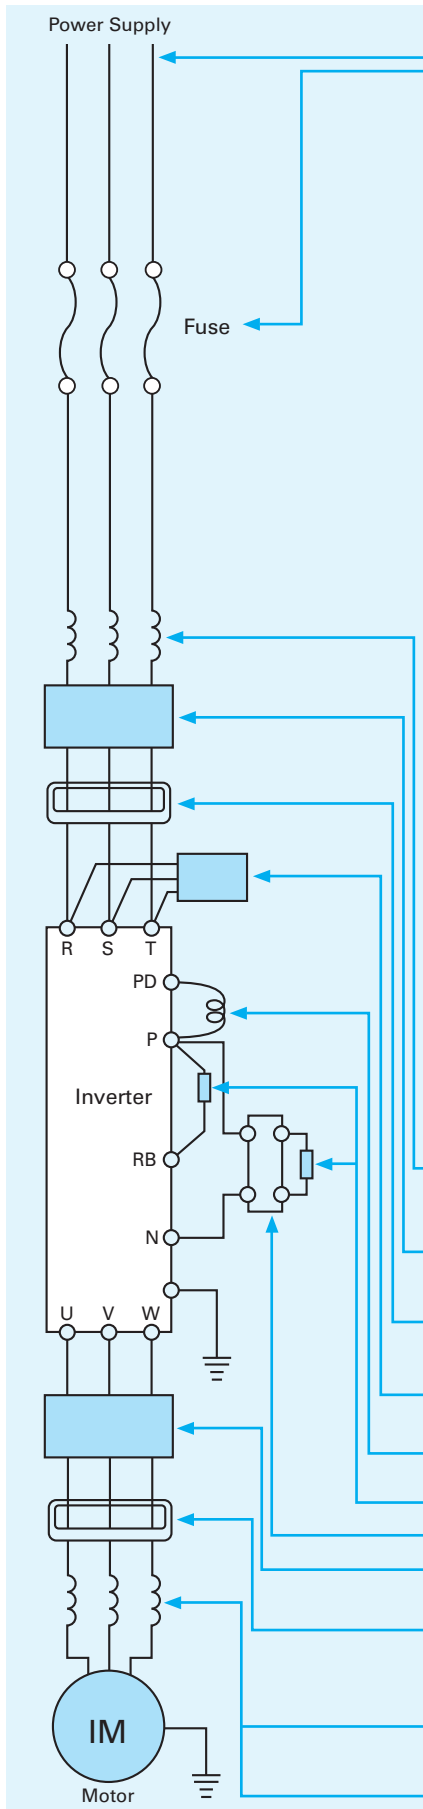 Power Supply
Fuse
R S T
PD
P
Inverter
RB
N
U V W
IM
Motor